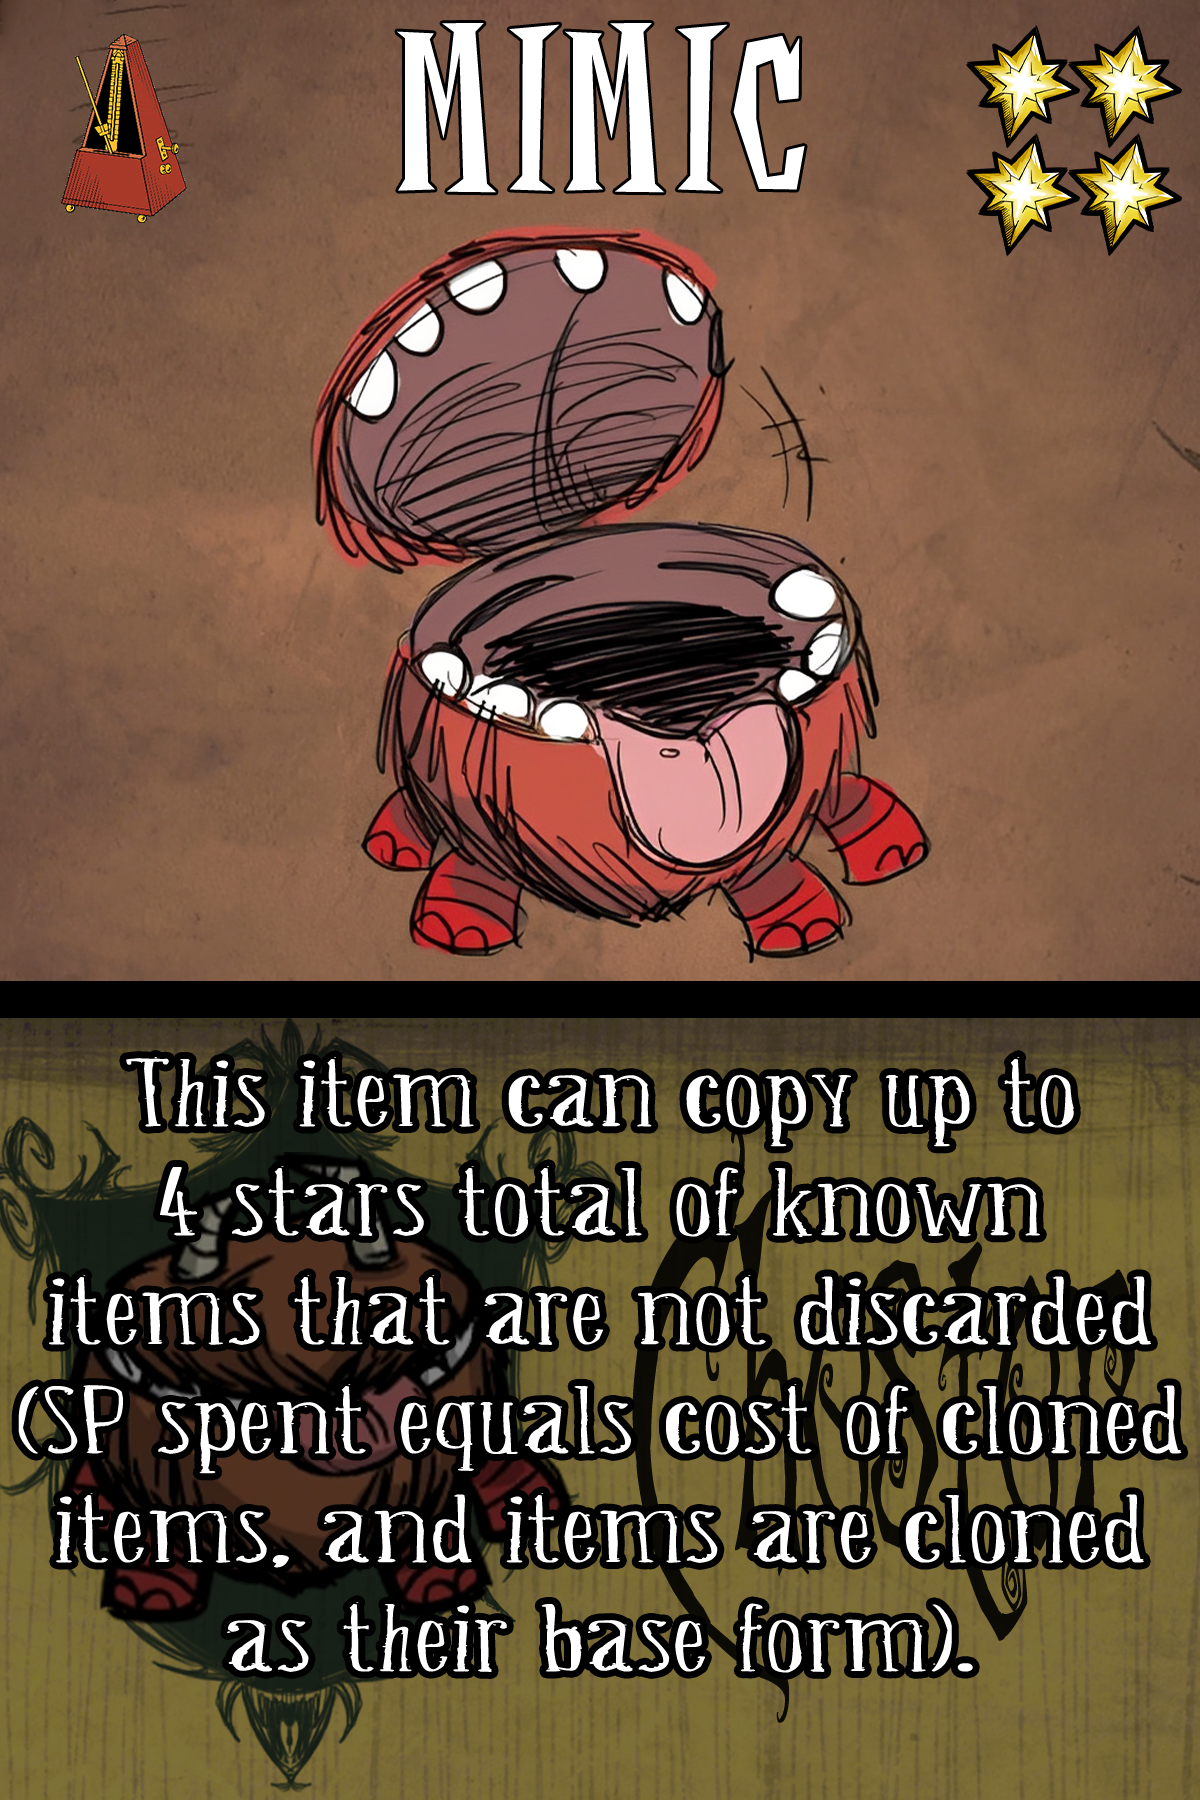 MIMIC
This item can copy up to
4 stars total of known
items that are not discarded
(SP spent equals cost of cloned
items, and items are cloned
as their base form).
Chester